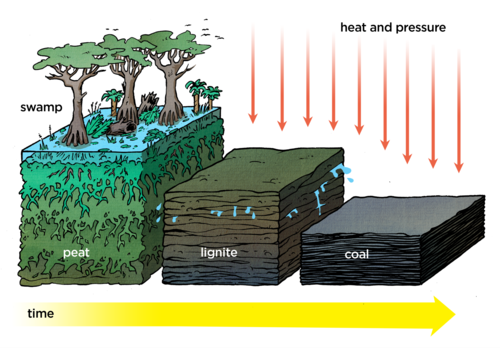 heat and pressure
swamp
peat
lignite
coal
time